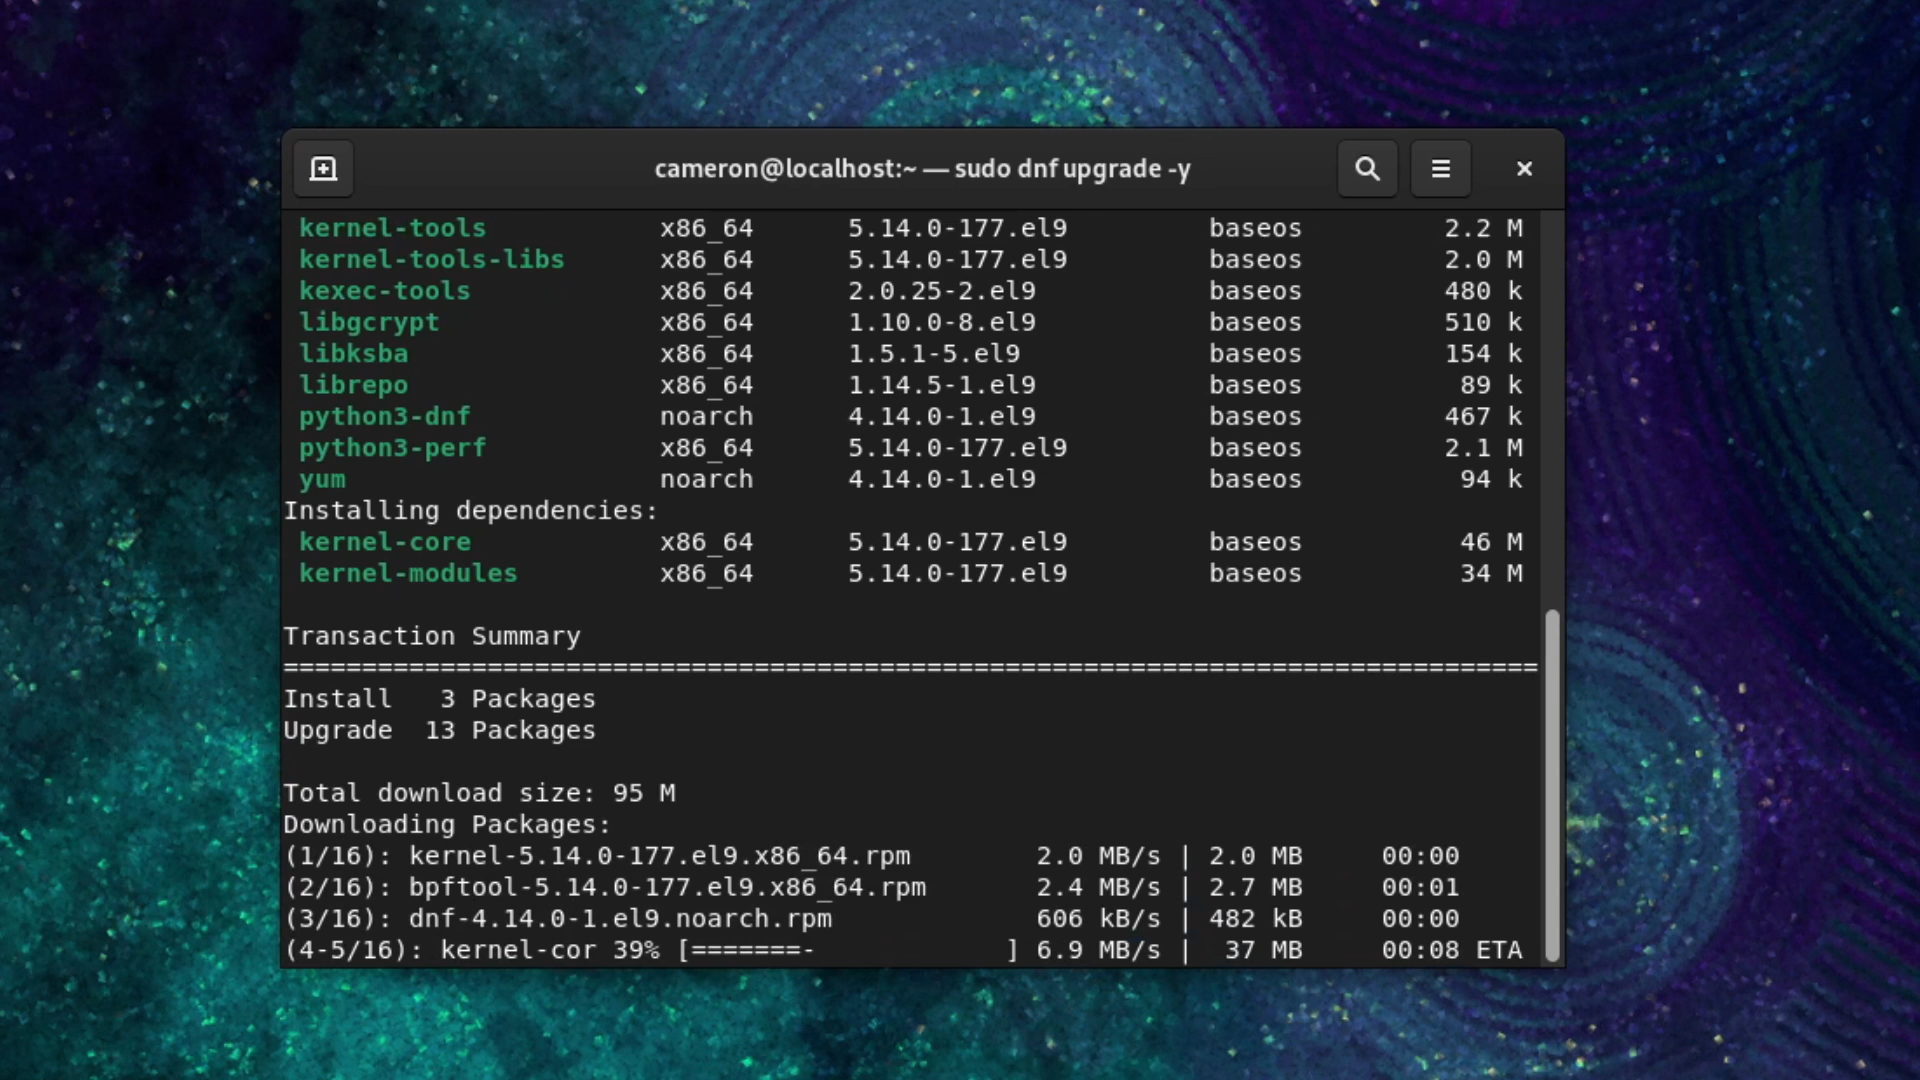 cameron@localhost:~ — sudo dnf upgrade -y
kernel-tools x86_64 5.14.0-177.el9 baseos 2.2 M
kernel-tools-libs x86_64 5.14.0-177.el9 baseos 2.0 M
kexec-tools x86_64 2.0.25-2.el9 baseos 480 k
libgcrypt x86_64 1.10.0-8.el9 baseos 510 k
libksba x86_64 1.5.1-5.el9 baseos 154 k
librepo x86_64 1.14.5-1.el9 baseos 89 k
python3-dnf noarch 4.14.0-1.el9 baseos 467 k
python3-perf x86_64 5.14.0-177.el9 baseos 2.1 M
yum noarch 4.14.0-1.el9 baseos 94 k
Installing dependencies:
kernel-core x86_64 5.14.0-177.el9 baseos 46 M
kernel-modules x86_64 5.14.0-177.el9 baseos 34 M
Transaction Summary
================================================================================
Install 3 Packages
Upgrade 13 Packages
Total download size: 95 M
Downloading Packages:
(1/16): kernel-5.14.0-177.el9.x86_64.rpm 2.0 MB/s | 2.0 MB 00:00
(2/16): bpftool-5.14.0-177.el9.x86_64.rpm 2.4 MB/s | 2.7 MB 00:01
(3/16): dnf-4.14.0-1.el9.noarch.rpm 606 kB/s | 482 kB 00:00
(4-5/16): kernel-cor 39% [=======- ] 6.9 MB/s | 37 MB 00:08 ETA